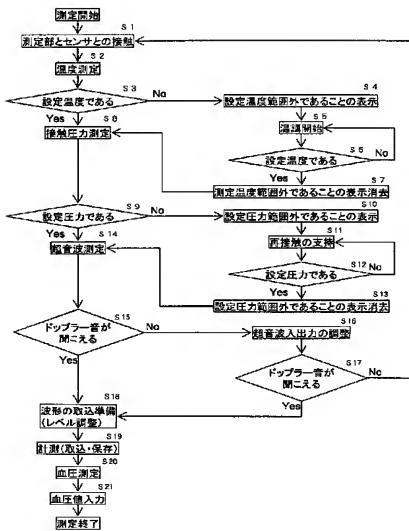 測定開始
S1
測定部とセンサとの接触
S2
温度測定
S3
設定温度である
No
S4
設定温度範囲外であることの表示
S5
温調開始
Yes
S8
接触圧力測定
S6
設定温度である
No
Yes
S7
測定温度範囲外であることの表示消去
S9
設定圧力である
No
S10
設定圧力範囲外であることの表示
Yes
S14
超音波測定
S11
再接触の支持
S12
設定圧力である
No
Yes
S13
設定圧力範囲外であることの表示消去
S15
ドップラー音が
聞こえる
No
S16
超音波入出力の調整
Yes
S17
ドップラー音が
聞こえる
No
Yes
S18
波形の取込準備
(レベル調整)
S19
計測(取込・保存)
S20
血圧測定
S21
血圧値入力
測定終了